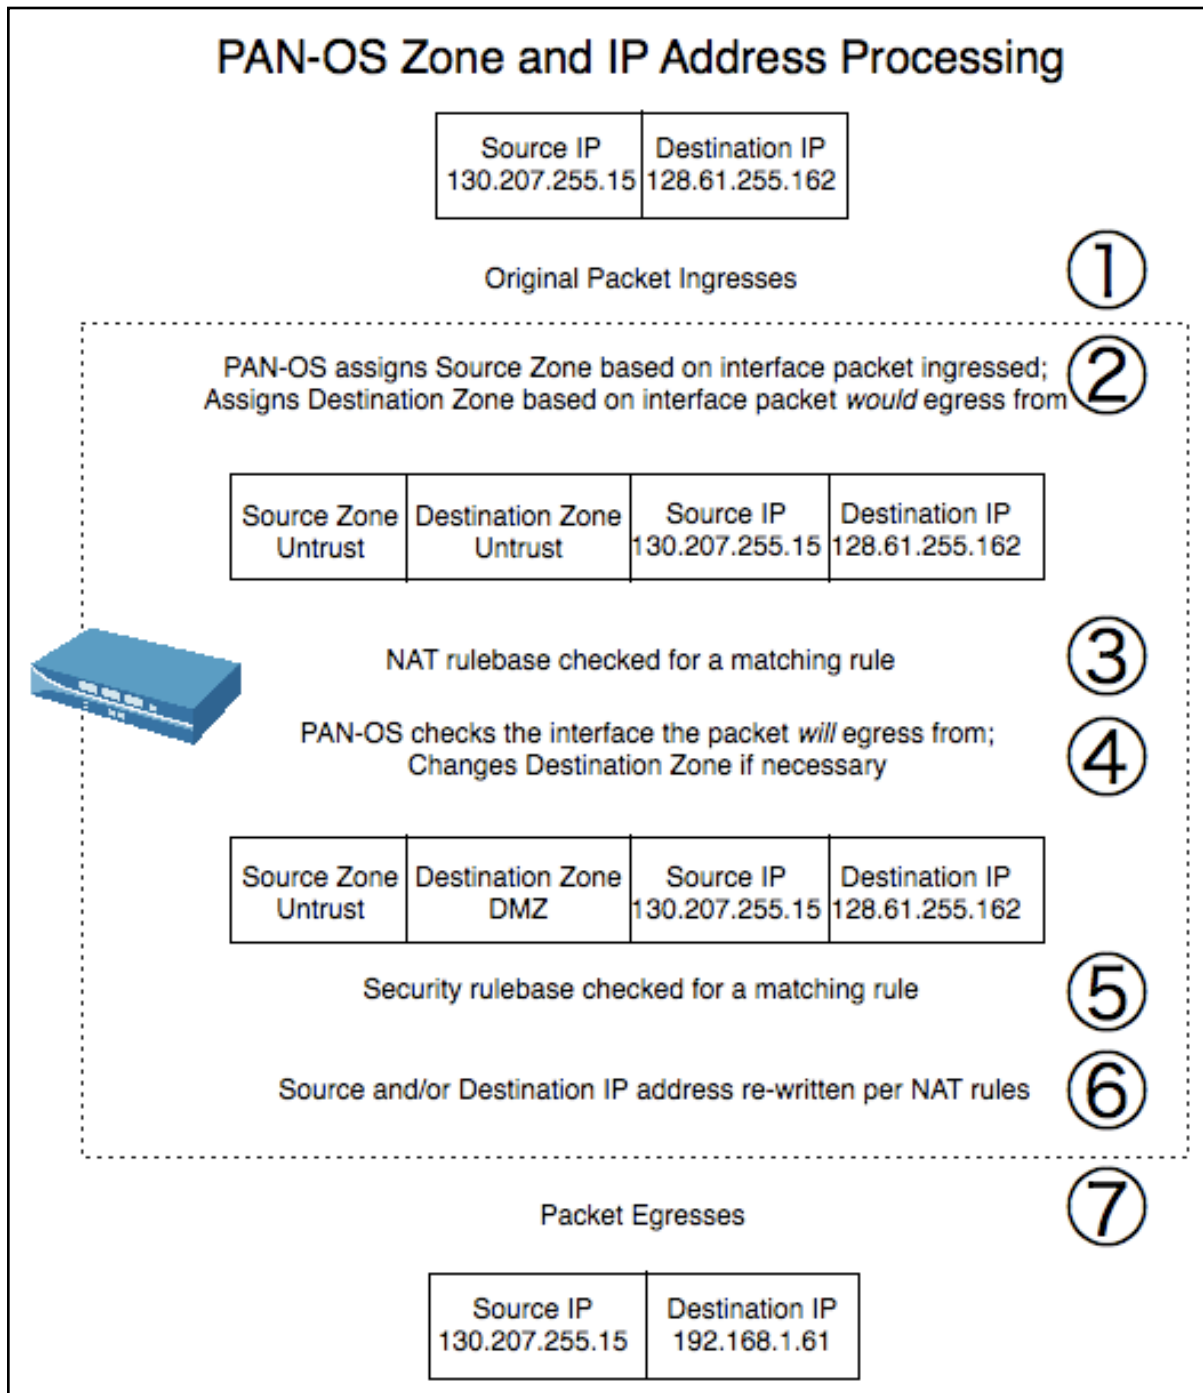 PAN-OS Zone and IP Address Processing
Source IP Destination IP
130.207.255.15 128.61.255.162
Original Packet Ingresses
1
PAN-OS assigns Source Zone based on interface packet ingressed;
Assigns Destination Zone based on interface packet would egress from
2
Source Zone Destination Zone Source IP Destination IP
Untrust Untrust 130.207.255.15 128.61.255.162
NAT rulebase checked for a matching rule
3
PAN-OS checks the interface the packet will egress from;
Changes Destination Zone if necessary
4
Source Zone Destination Zone Source IP Destination IP
Untrust DMZ 130.207.255.15 128.61.255.162
Security rulebase checked for a matching rule
5
Source and/or Destination IP address re-written per NAT rules
6
Packet Egresses
7
Source IP Destination IP
130.207.255.15 192.168.1.61